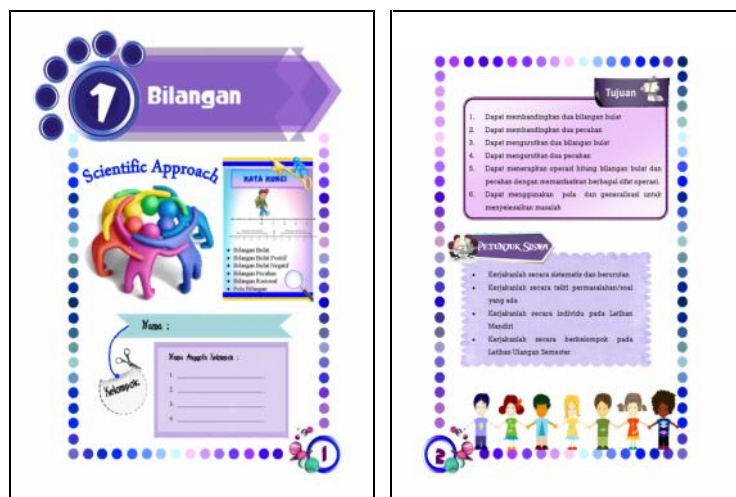 1
Bilangan
Scientific Approach
KATA KUNCI
Bilangan Bulat
Bilangan Bulat Positif
Bilangan Bulat Negatif
Bilangan Pecahan
Bilangan Rasional
Pola Bilangan
Nama :
Kelompok:
Nama Anggota Kelompok :
1.
2.
3.
4.
1
Tujuan
1. Dapat membandingkan dua bilangan bulat
2. Dapat membandingkan dua pecahan
3. Dapat mengurutkan dua bilangan bulat
4. Dapat mengurutkan dua pecahan
5. Dapat menerapkan operasi hitung bilangan bulat dan
pecahan dengan memanfaatkan berbagai sifat operasi.
6. Dapat menggunakan pola dan generalisasi untuk
menyelesaikan masalah
PETUNJUK SISWA
• Kerjakanlah secara sistematis dan berurutan
• Kerjakanlah secara teliti permasalahan/soal
yang ada
• Kerjakanlah secara individu pada Latihan
Mandiri
• Kerjakanlah secara berkelompok pada
Latihan Ulangan Semester
2